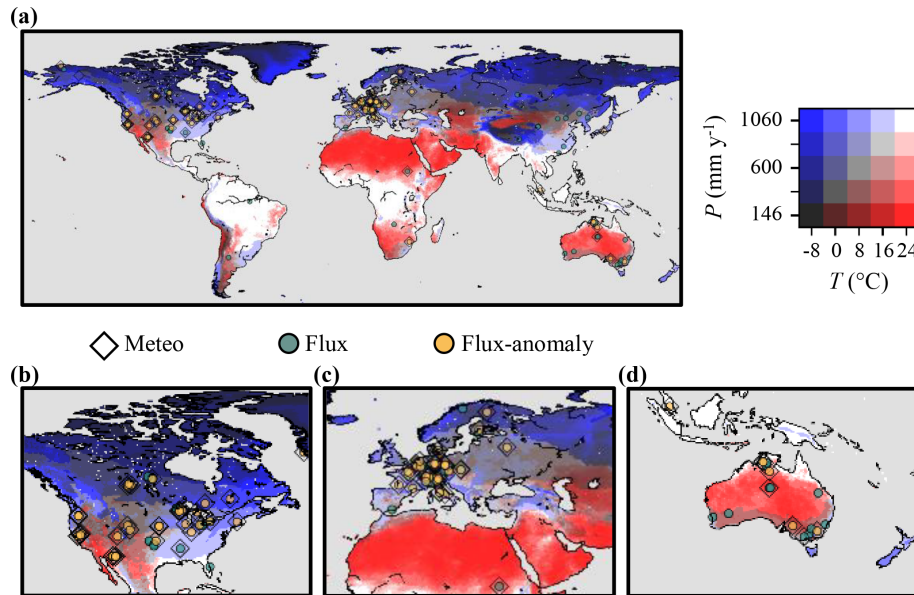 (a)
1060
600
146
P (mm y⁻¹)
-8 0 8 16 24
T (°C)
Meteo Flux Flux-anomaly
(b) (c) (d)